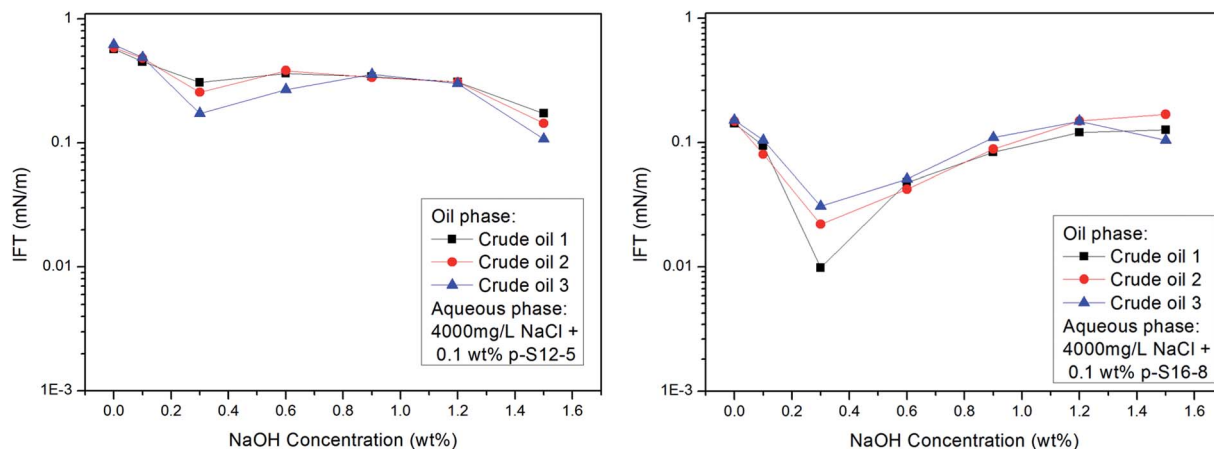 1
0.1
0.01
1E-3
IFT (mN/m)
0.0 0.2 0.4 0.6 0.8 1.0 1.2 1.4 1.6
NaOH Concentration (wt%)
Oil phase:
Crude oil 1
Crude oil 2
Crude oil 3
Aqueous phase:
4000mg/L NaCl +
0.1 wt% p-S12-5
1
0.1
0.01
1E-3
IFT (mN/m)
0.0 0.2 0.4 0.6 0.8 1.0 1.2 1.4 1.6
NaOH Concentration (wt%)
Oil phase:
Crude oil 1
Crude oil 2
Crude oil 3
Aqueous phase:
4000mg/L NaCl +
0.1 wt% p-S16-8